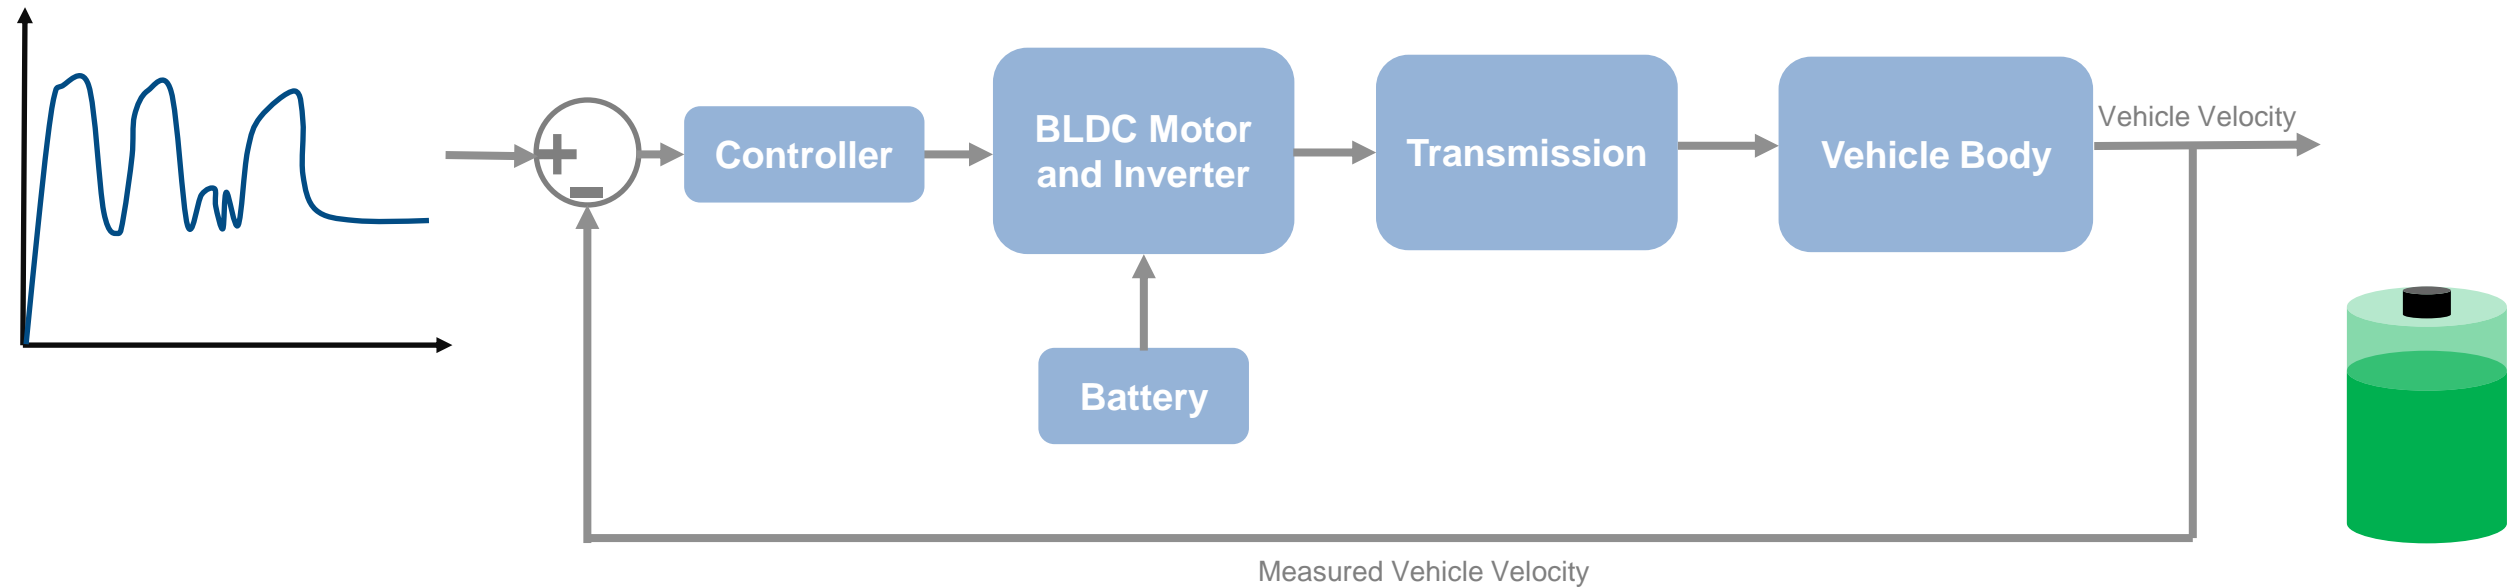 Controller
BLDC Motor
and Inverter
Transmission
Vehicle Body
Vehicle Velocity
Battery
Measured Vehicle Velocity